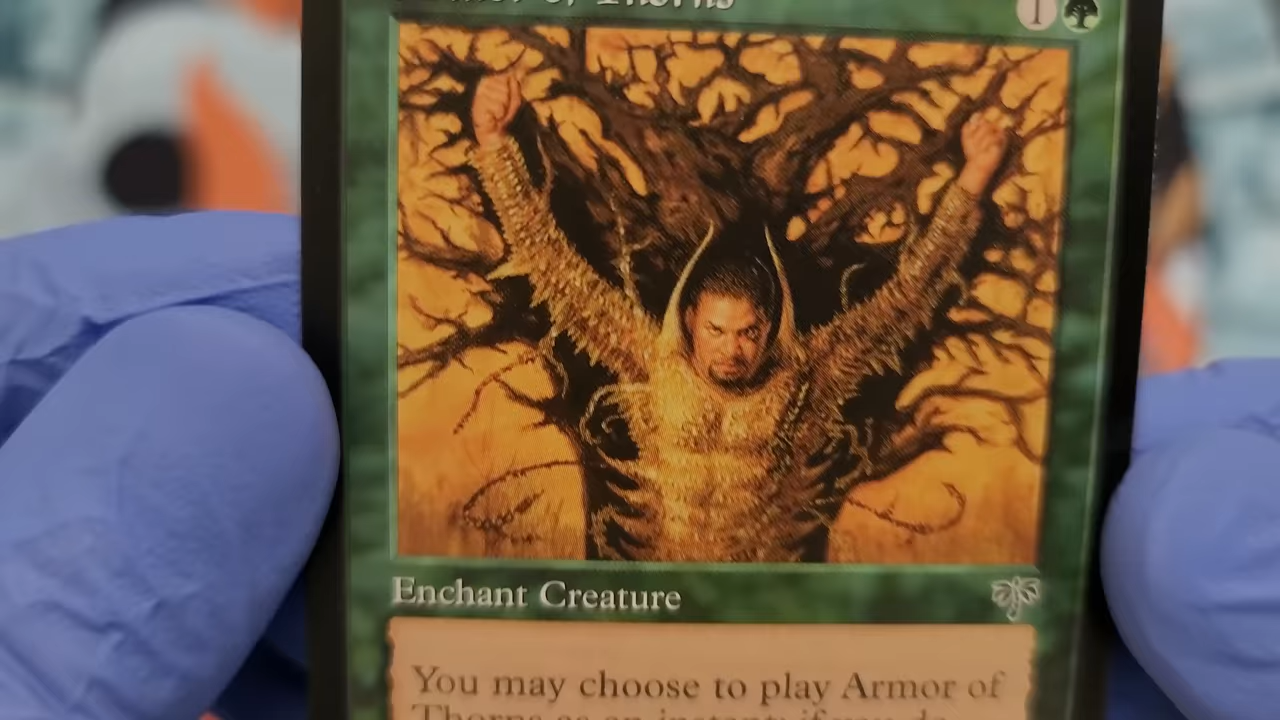 Armor of Thorns
1
Enchant Creature
You may choose to play Armor of
Thorns as an instant; if you do,